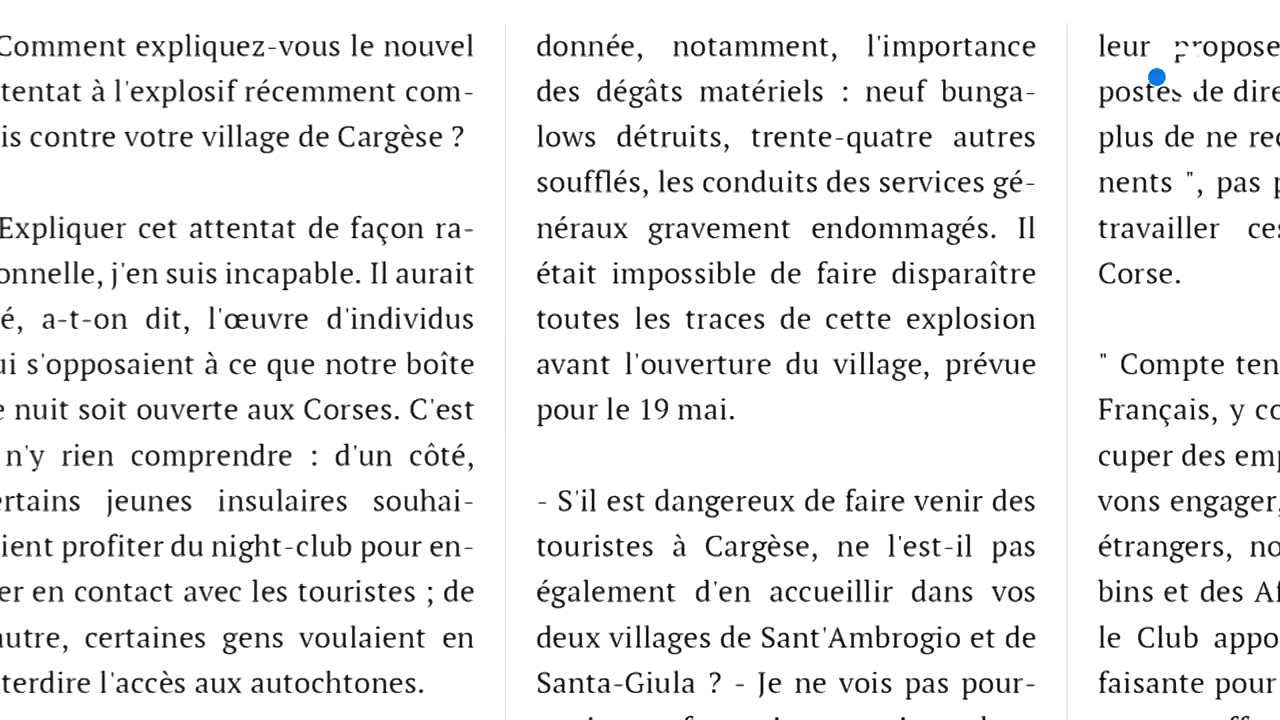 Comment expliquez-vous le nouvel
tentat à l'explosif récemment com-
is contre votre village de Cargèse ?
Expliquer cet attentat de façon ra-
onnelle, j'en suis incapable. Il aurait
é, a-t-on dit, l'œuvre d'individus
ui s'opposaient à ce que notre boîte
e nuit soit ouverte aux Corses. C'est
n'y rien comprendre : d'un côté,
ertains jeunes insulaires souhai-
ient profiter du night-club pour en-
er en contact avec les touristes ; de
autre, certaines gens voulaient en
terdire l'accès aux autochtones.
donnée, notamment, l'importance
des dégâts matériels : neuf bunga-
lows détruits, trente-quatre autres
soufflés, les conduits des services gé-
néraux gravement endommagés. Il
était impossible de faire disparaître
toutes les traces de cette explosion
avant l'ouverture du village, prévue
pour le 19 mai.
- S'il est dangereux de faire venir des
touristes à Cargèse, ne l'est-il pas
également d'en accueillir dans vos
deux villages de Sant'Ambrogio et de
Santa-Giula ? - Je ne vois pas pour-
leur propose
postes de dire
plus de ne rec
nents ", pas p
travailler ces
Corse.
" Compte ten
Français, y co
cuper des emp
vons engager,
étrangers, no
bins et des Af
le Club appo
faisante pour